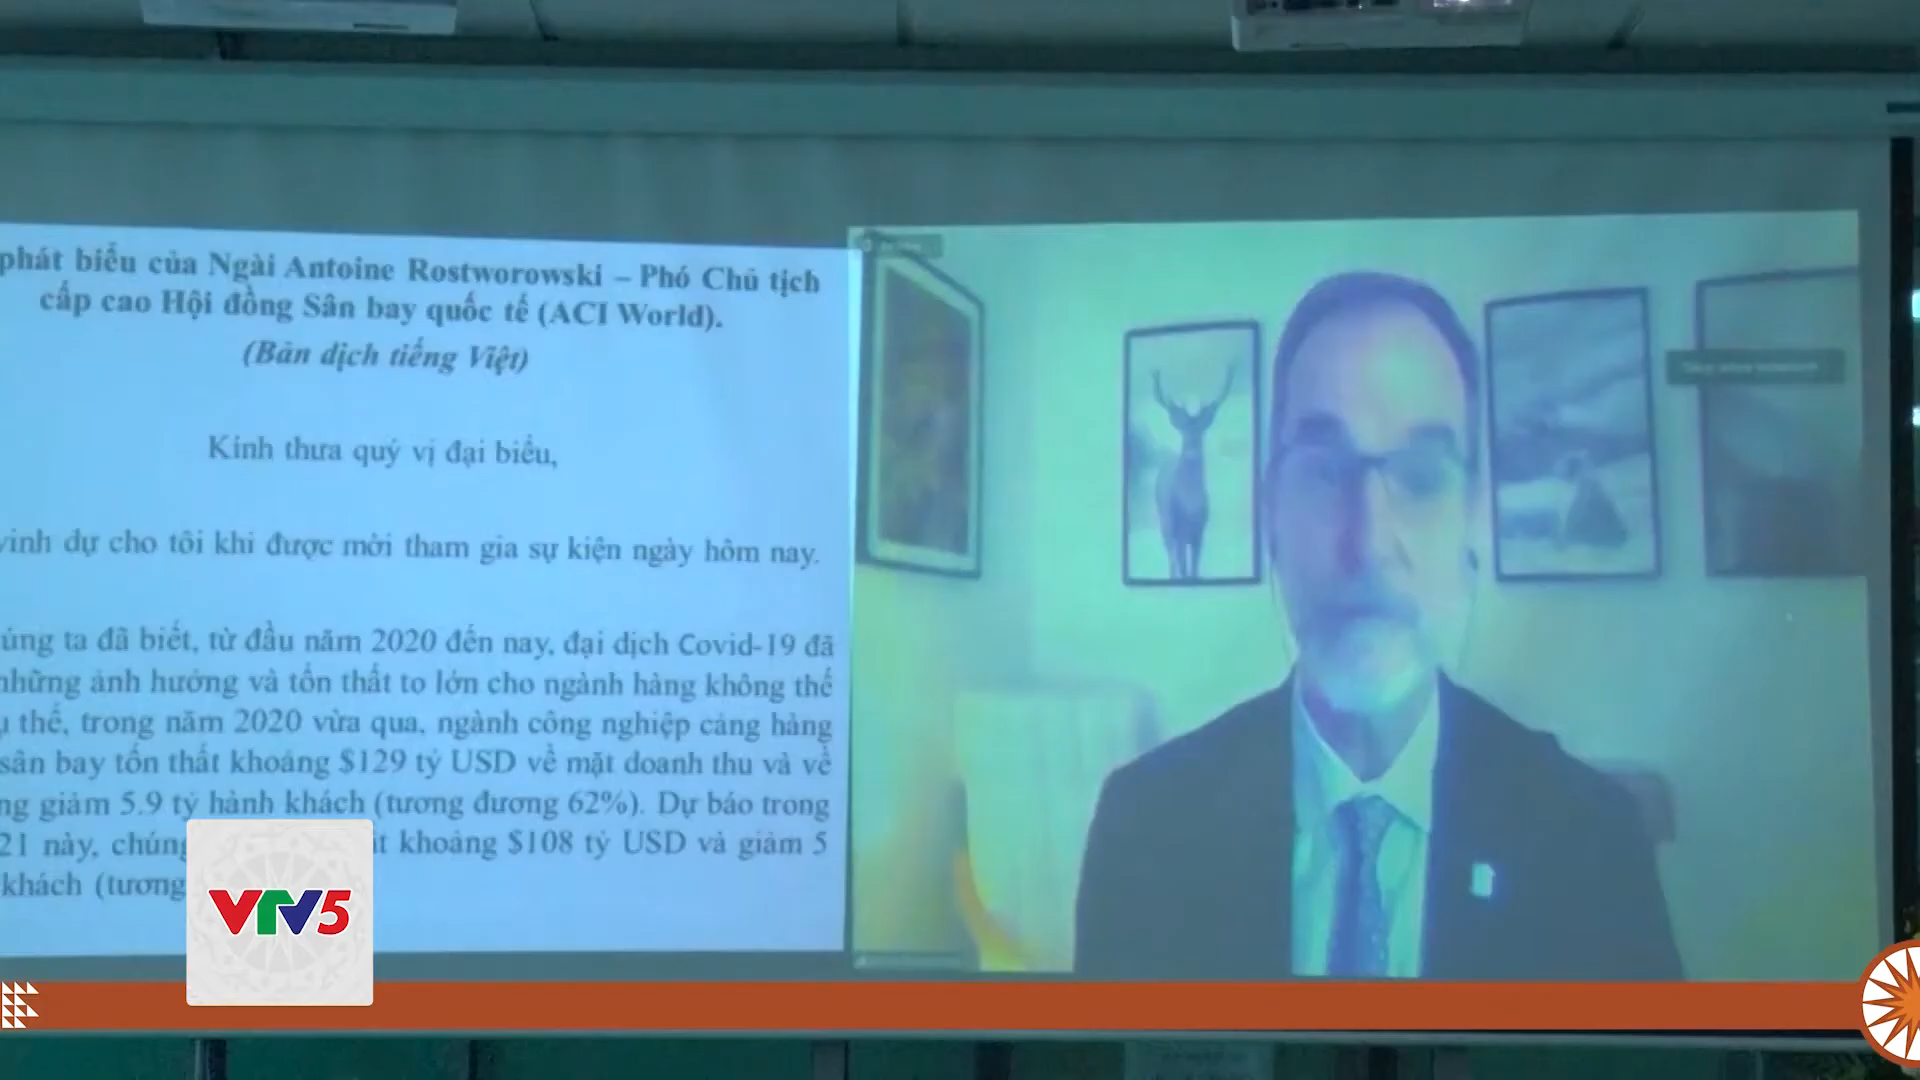 phát biểu của Ngài Antoine Rostworowski – Phó Chủ tịch
cấp cao Hội đồng Sân bay quốc tế (ACI World).
(Bản dịch tiếng Việt)
Kính thưa quý vị đại biểu,
vinh dự cho tôi khi được mời tham gia sự kiện ngày hôm nay.
úng ta đã biết, từ đầu năm 2020 đến nay, đại dịch Covid-19 đã
những ảnh hưởng và tổn thất to lớn cho ngành hàng không thế
thể, trong năm 2020 vừa qua, ngành công nghiệp cảng hàng
sân bay tổn thất khoảng $129 tỷ USD về mặt doanh thu và về
ng giảm 5.9 tỷ hành khách (tương đương 62%). Dự báo trong
21 này, chúng khoảng $108 tỷ USD và giảm 5
khách (tương
VTV5